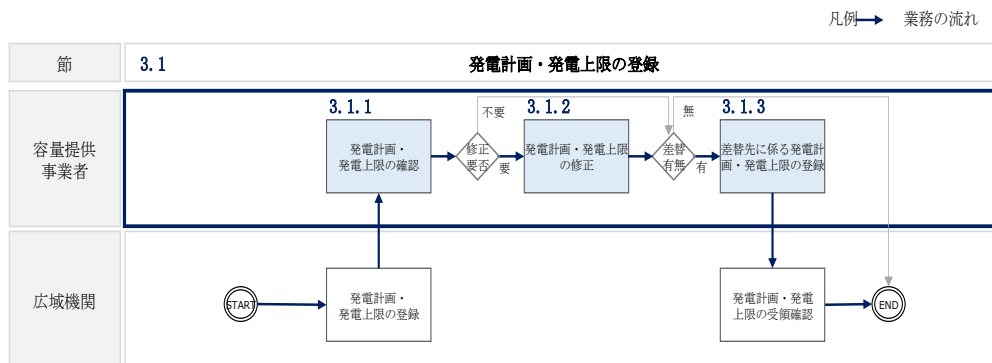 凡例 業務の流れ
節
3.1
発電計画・発電上限の登録
容量提供
事業者
3.1.1
発電計画・
発電上限の確認
修正
要否
不要
要
3.1.2
発電計画・発電上限
の修正
差替
有無
無
有
3.1.3
差替先に係る発電計
画・発電上限の登録
広域機関
START
発電計画・
発電上限の登録
発電計画・発電
上限の受領確認
END